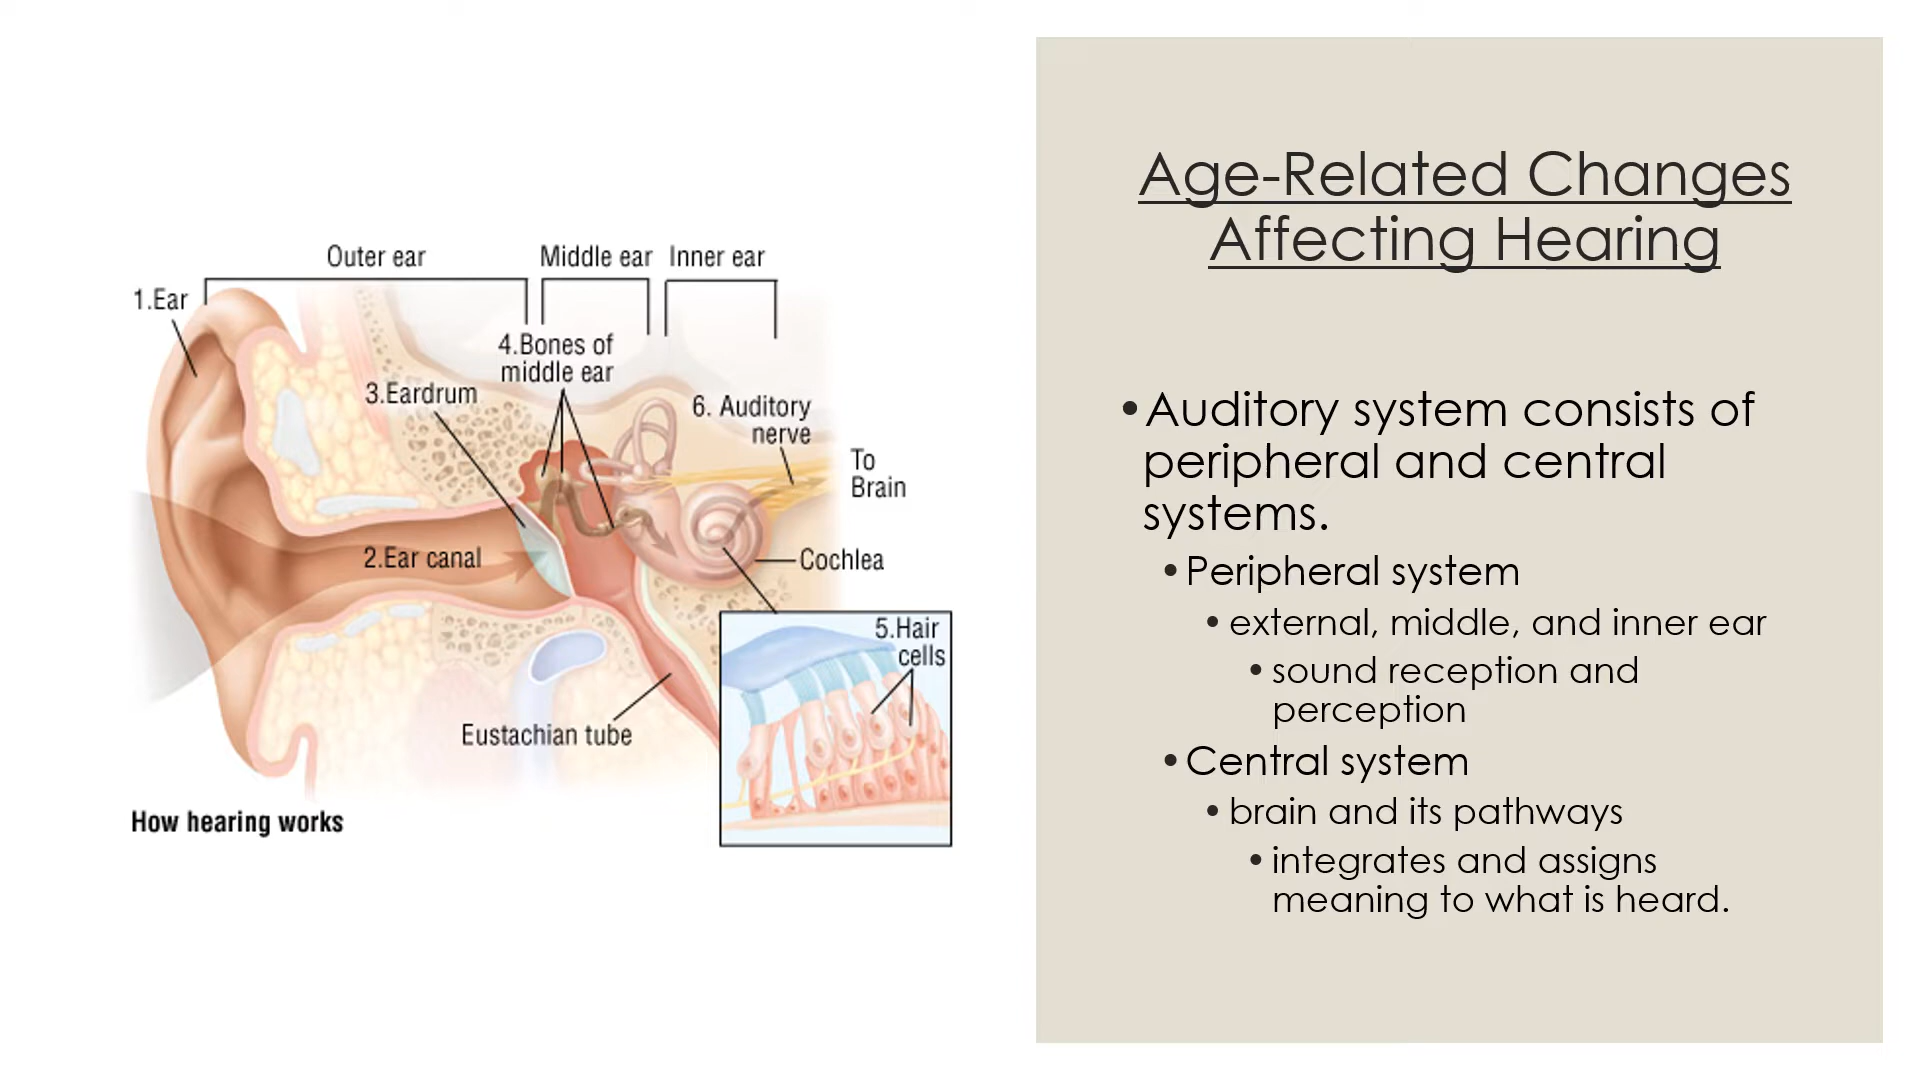 Outer ear
Middle ear
Inner ear
1.Ear
4.Bones of
middle ear
3.Eardrum
6. Auditory
nerve
To
Brain
2.Ear canal
Cochlea
5.Hair
cells
Eustachian tube
How hearing works
Age-Related Changes
Affecting Hearing
•Auditory system consists of
peripheral and central
systems.
•Peripheral system
•external, middle, and inner ear
•sound reception and
perception
•Central system
•brain and its pathways
•integrates and assigns
meaning to what is heard.